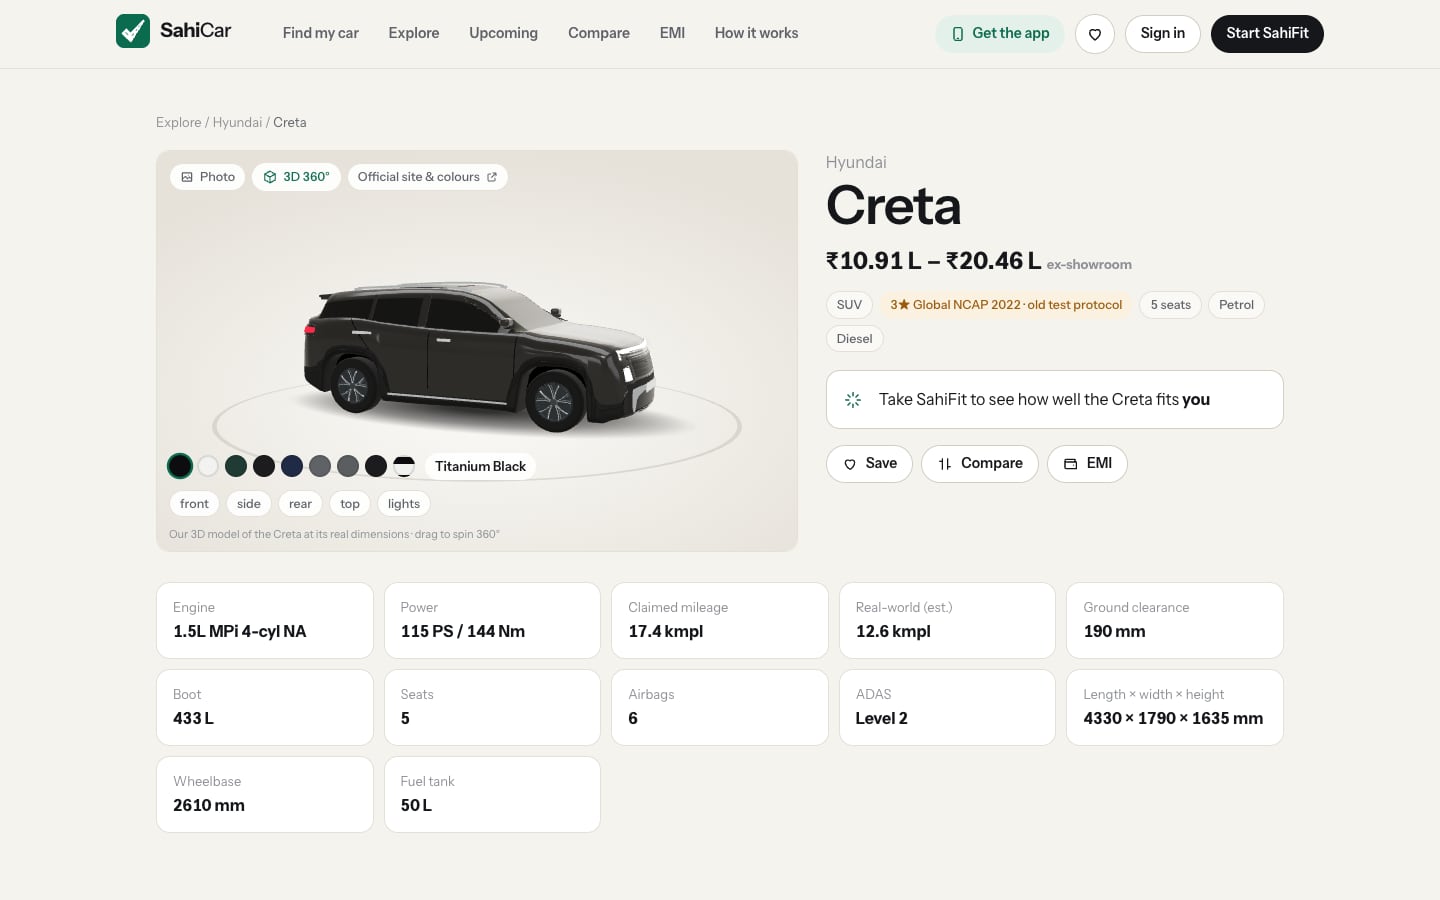 SahiCar
Find my car
Explore
Upcoming
Compare
EMI
How it works
Get the app
Sign in
Start SahiFit
Explore / Hyundai / Creta
Photo
3D 360°
Official site & colours
Titanium Black
front
side
rear
top
lights
Our 3D model of the Creta at its real dimensions · drag to spin 360°
Hyundai
Creta
₹10.91 L – ₹20.46 L ex-showroom
SUV
3★ Global NCAP 2022 · old test protocol
5 seats
Petrol
Diesel
Take SahiFit to see how well the Creta fits you
Save
Compare
EMI
Engine
1.5L MPi 4-cyl NA
Power
115 PS / 144 Nm
Claimed mileage
17.4 kmpl
Real-world (est.)
12.6 kmpl
Ground clearance
190 mm
Boot
433 L
Seats
5
Airbags
6
ADAS
Level 2
Length × width × height
4330 × 1790 × 1635 mm
Wheelbase
2610 mm
Fuel tank
50 L